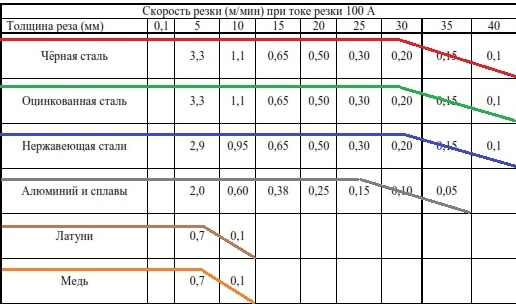 Скорость резки (м/мин) при токе резки 100 А
Толщина реза (мм) 0,1 5 10 15 20 25 30 35 40
Чёрная сталь 3,3 1,1 0,65 0,50 0,30 0,20 0,15 0,1
Оцинкованная сталь 3,3 1,1 0,65 0,50 0,30 0,20 0,15 0,1
Нержавеющая стали 2,9 0,95 0,65 0,50 0,30 0,20 0,15 0,1
Алюминий и сплавы 2,0 0,60 0,38 0,25 0,15 0,10 0,05
Латуни 0,7 0,1
Медь 0,7 0,1